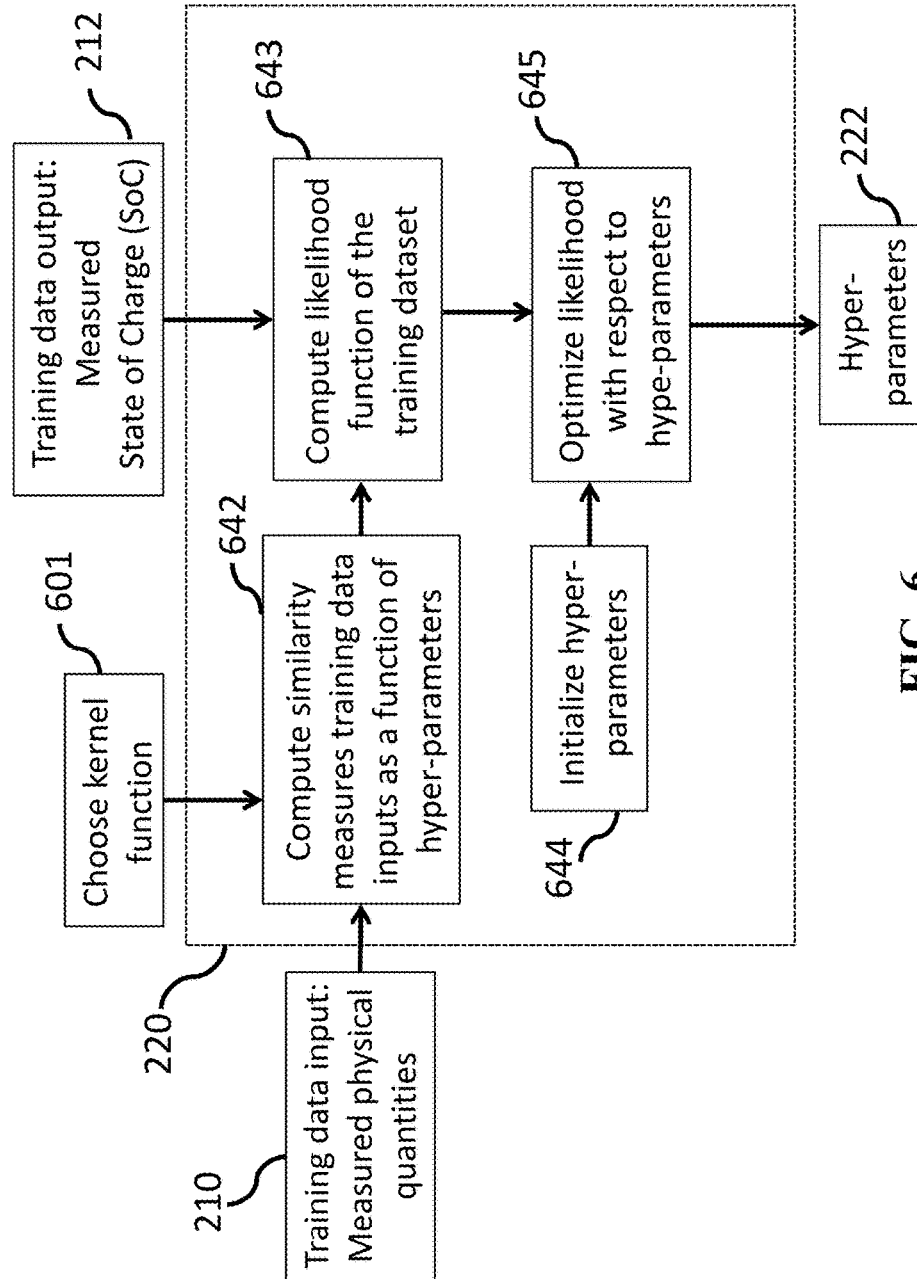 Training data output:
Measured
State of Charge (SoC)
212
Choose kernel
function
601
Compute similarity
measures training data
inputs as a function of
hyper-parameters
642
Compute likelihood
function of the
training dataset
643
220
Training data input:
Measured physical
quantities
210
Initialize hyper-
parameters
644
Optimize likelihood
with respect to
hype-parameters
645
Hyper-
parameters
222
FIG. 6